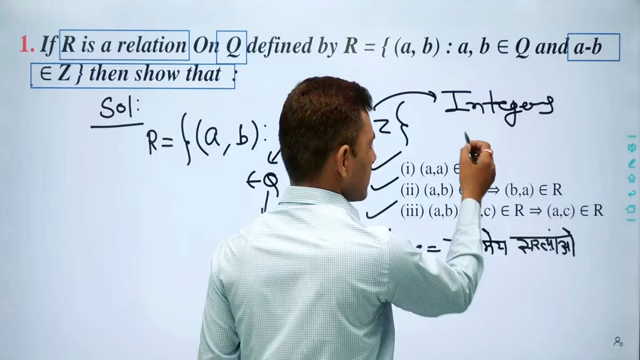 1. If R is a relation On Q defined by R = { (a, b) : a, b ∈ Q and a-b
∈ Z } then show that :
Sol:
Integers
R = { (a, b) : Z {
(i) (a,a) ∈
(ii) (a,b) ∈ ⇒ (b,a) ∈ R
∈ Q
(iii) (a,b) ,c) ∈ R ⇒ (a,c) ∈ R
=